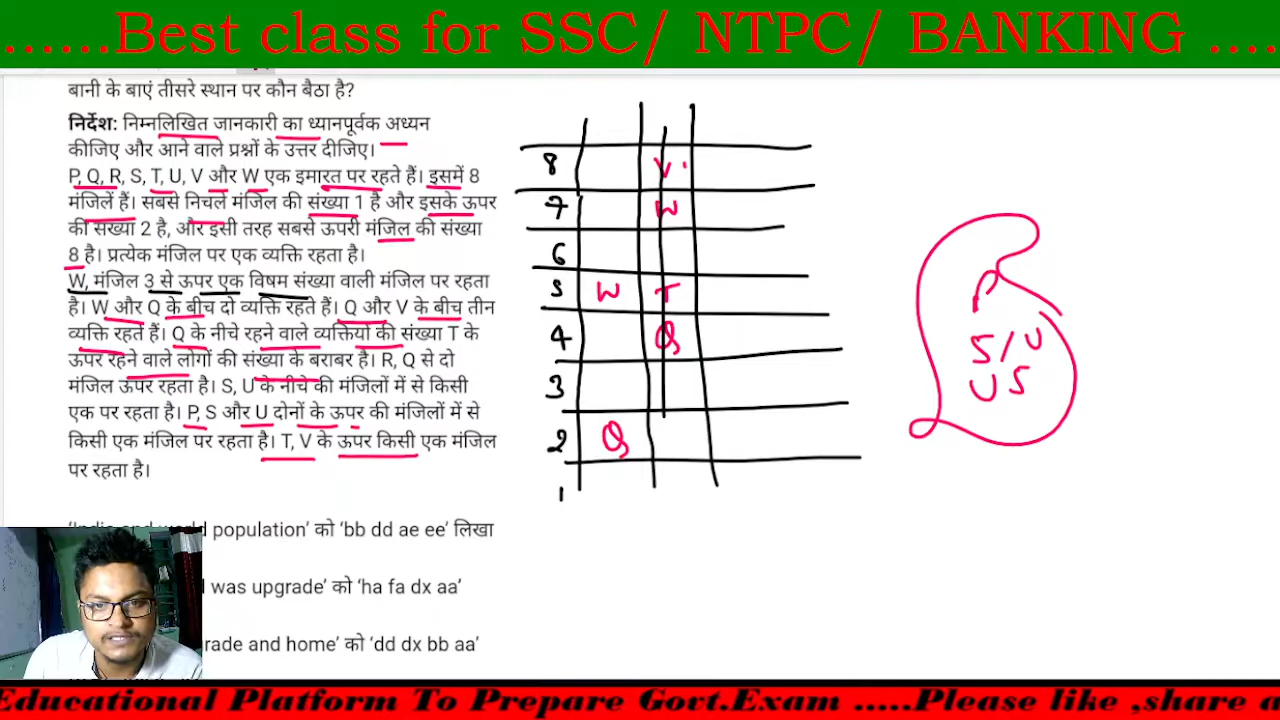 ......Best class for SSC/ NTPC/ BANKING ....
बानी के बाएं तीसरे स्थान पर कौन बैठा है?
निर्देश: निम्नलिखित जानकारी का ध्यानपूर्वक अध्यन
कीजिए और आने वाले प्रश्नों के उत्तर दीजिए।
P, Q, R, S, T, U, V और W एक इमारत पर रहते हैं। इसमें 8
मंजिलें हैं। सबसे निचले मंजिल की संख्या 1 है और इसके ऊपर
की सख्या 2 है, और इसी तरह सबसे ऊपरी मंजिल की संख्या
8 है। प्रत्येक मंजिल पर एक व्यक्ति रहता है।
W, मंजिल 3 से ऊपर एक विषम संख्या वाली मंजिल पर रहता
है। W और Q के बीच दो व्यक्ति रहते हैं। Q और V के बीच तीन
व्यक्ति रहते हैं। Q के नीचे रहने वाले व्यक्तियों की संख्या T के
ऊपर रहने वाले लोगों की संख्या के बराबर है। R, Q से दो
मंजिल ऊपर रहता है। S, U के नीचे की मंजिलों में से किसी
एक पर रहता है। P, S और U दोनों के ऊपर की मंजिलों में से
किसी एक मंजिल पर रहता है। T, V के ऊपर किसी एक मंजिल
पर रहता है।
population’ को ‘bb dd ae ee’ लिखा
was upgrade’ को ‘ha fa dx aa’
rade and home’ को ‘dd dx bb aa’
8 V
7 W
6
5 W T
4 Q
3
2 Q
1
P
S/U
U S
Educational Platform To Prepare Govt.Exam .....Please like ,share a